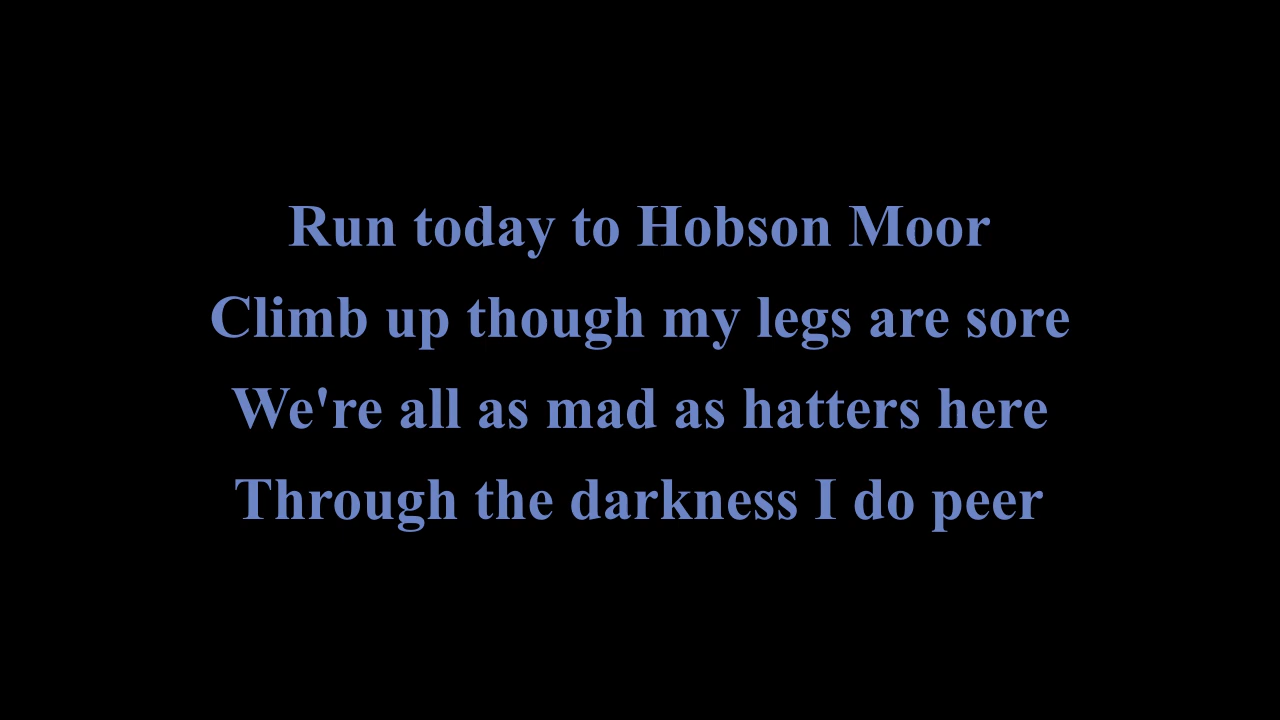 Run today to Hobson Moor
Climb up though my legs are sore
We're all as mad as hatters here
Through the darkness I do peer